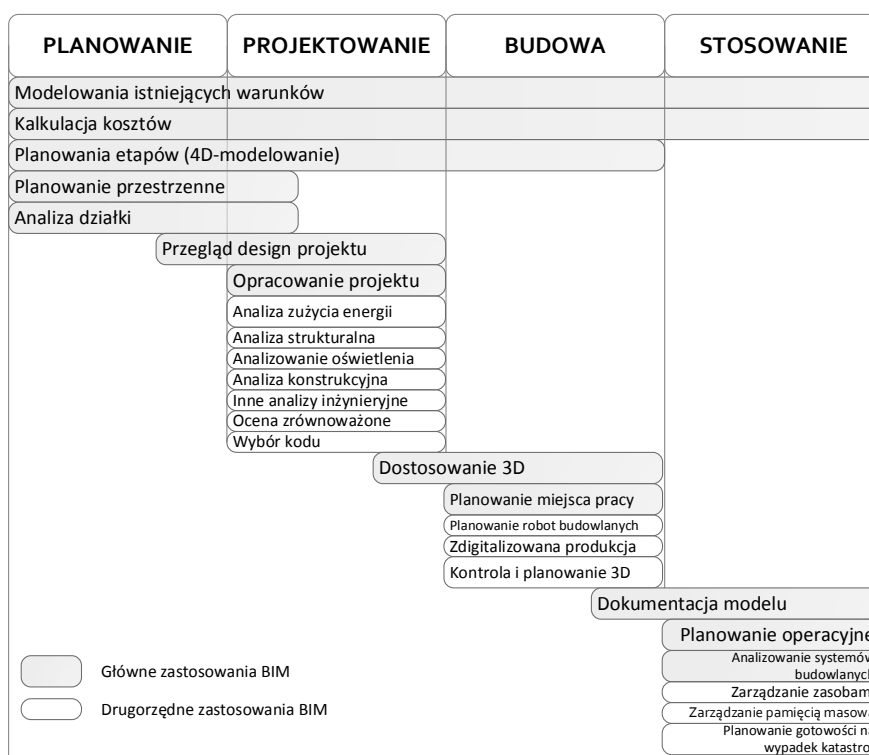 PLANOWANIE
PROJEKTOWANIE
BUDOWA
STOSOWANIE
Modelowania istniejących warunków
Kalkulacja kosztów
Planowania etapów (4D-modelowanie)
Planowanie przestrzenne
Analiza działki
Przegląd design projektu
Opracowanie projektu
Analiza zużycia energii
Analiza strukturalna
Analizowanie oświetlenia
Analiza konstrukcyjna
Inne analizy inżynieryjne
Ocena zrównoważone
Wybór kodu
Dostosowanie 3D
Planowanie miejsca pracy
Planowanie robot budowlanych
Zdigitalizowana produkcja
Kontrola i planowanie 3D
Dokumentacja modelu
Planowanie operacyjne
Analizowanie systemów
budowlanych
Zarządzanie zasobam
Zarządzanie pamięcią masow
Planowanie gotowości na
wypadek katastro
Główne zastosowania BIM
Drugorzędne zastosowania BIM